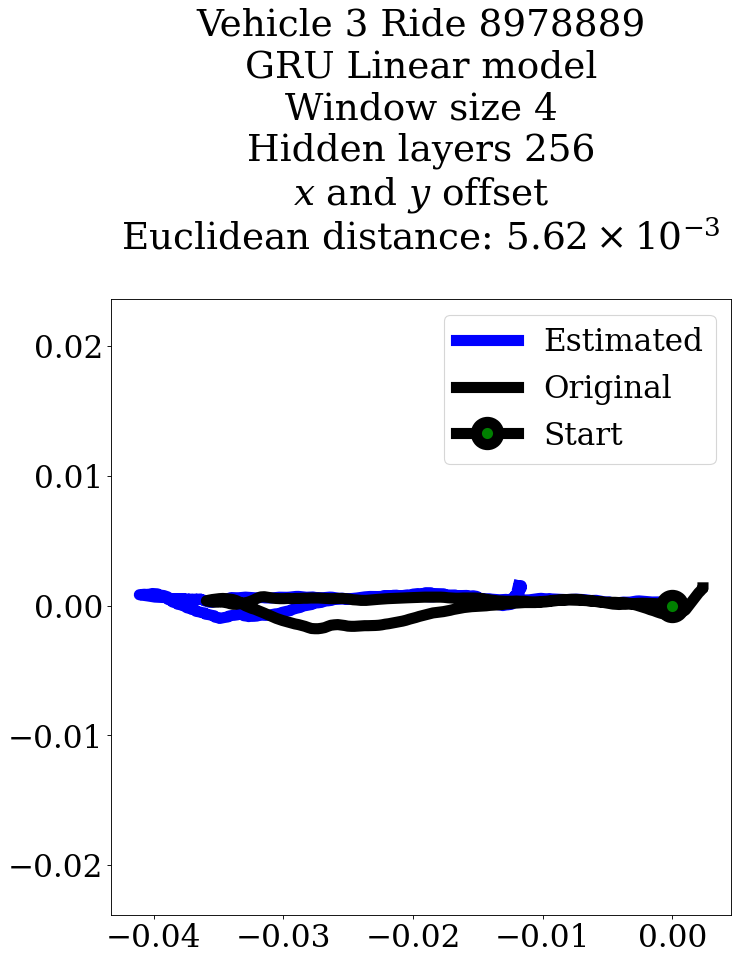 Vehicle 3 Ride 8978889
GRU Linear model
Window size 4
Hidden layers 256
x and y offset
Euclidean distance: 5.62 × 10⁻³
Estimated
Original
Start
0.02
0.01
0.00
−0.01
−0.02
−0.04 −0.03 −0.02 −0.01 0.00